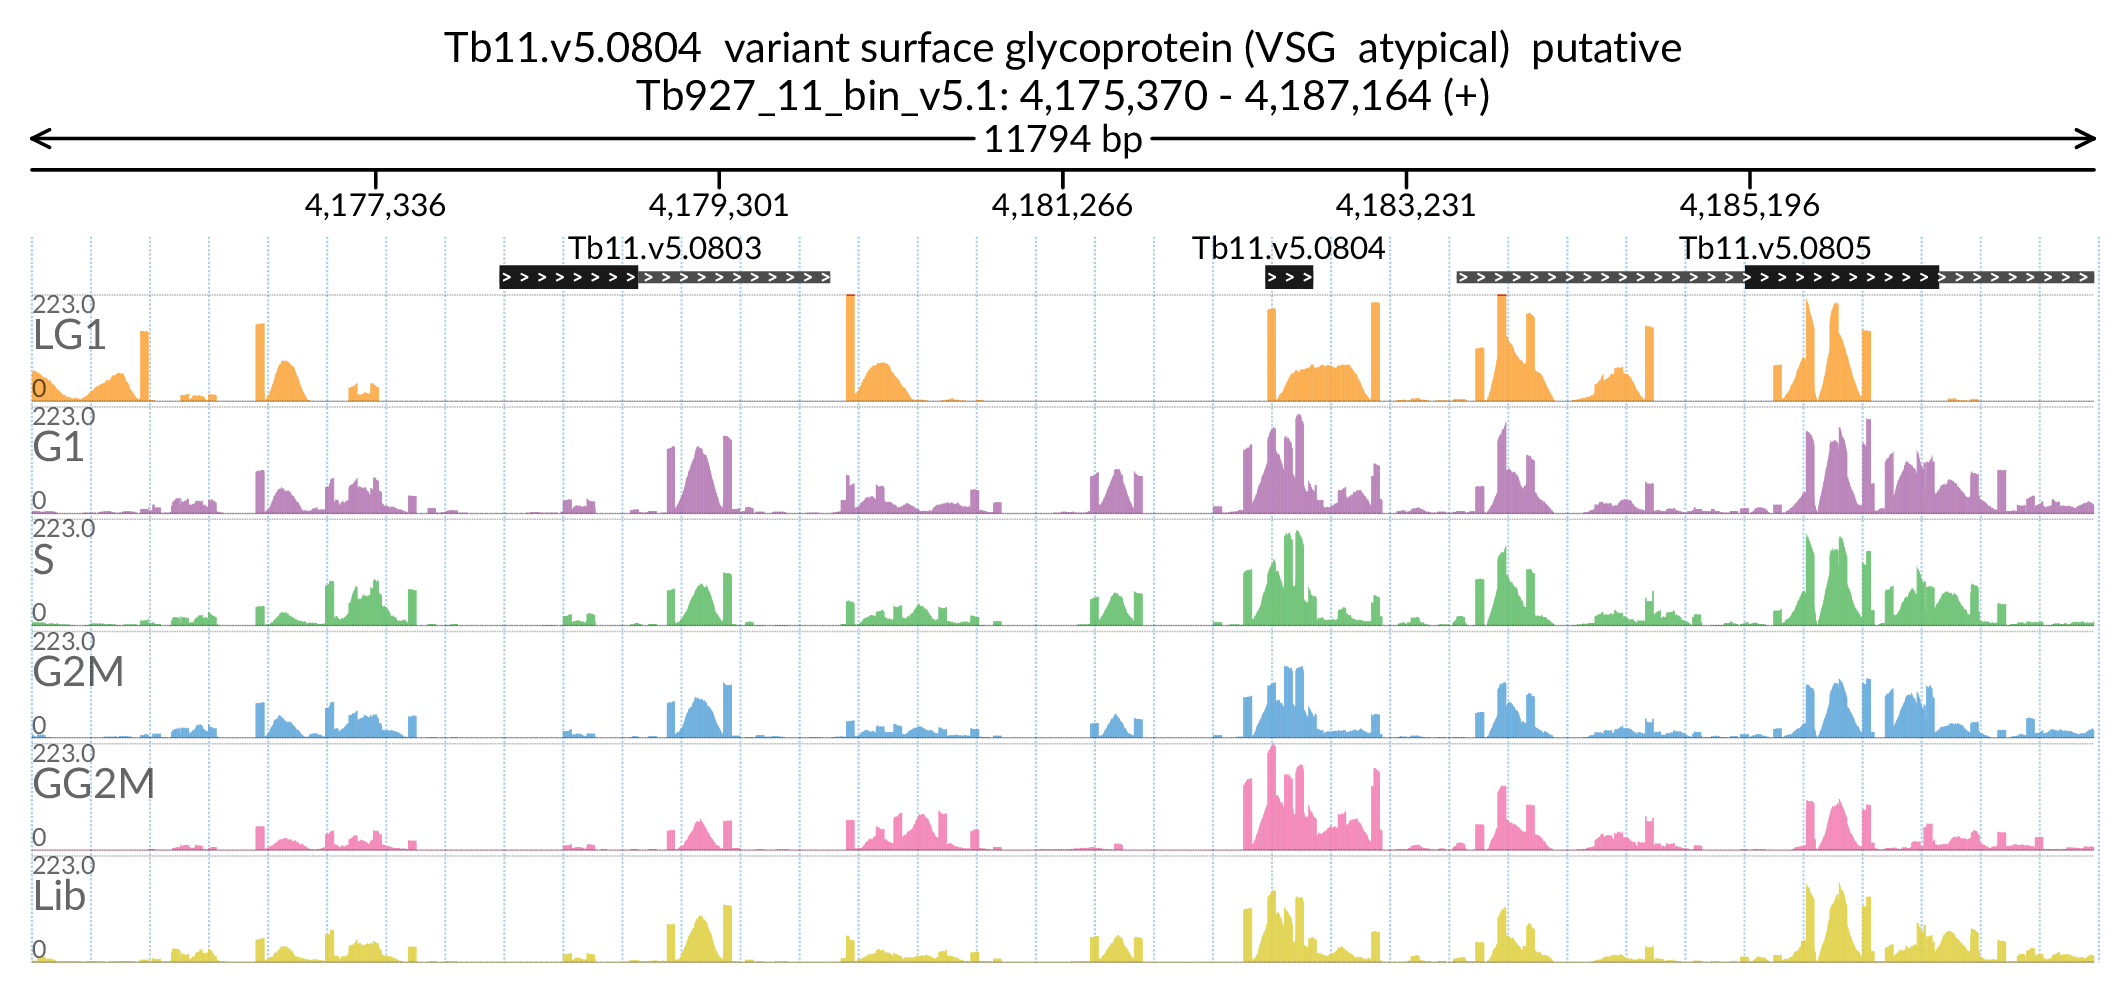 Tb11.v5.0804 variant surface glycoprotein (VSG atypical) putative
Tb927_11_bin_v5.1: 4,175,370 - 4,187,164 (+)
11794 bp
4,177,336 4,179,301 4,181,266 4,183,231 4,185,196
Tb11.v5.0803 Tb11.v5.0804 Tb11.v5.0805
223.0
LG1
0
223.0
G1
0
223.0
S
0
223.0
G2M
0
223.0
GG2M
0
223.0
Lib
0